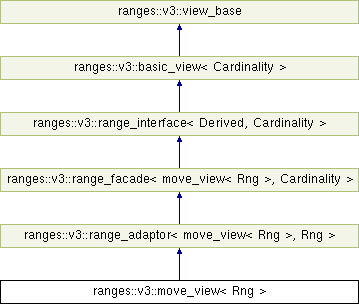 ranges::v3::view_base
ranges::v3::basic_view< Cardinality >
ranges::v3::range_interface< Derived, Cardinality >
ranges::v3::range_facade< move_view< Rng >, Cardinality >
ranges::v3::range_adaptor< move_view< Rng >, Rng >
ranges::v3::move_view< Rng >